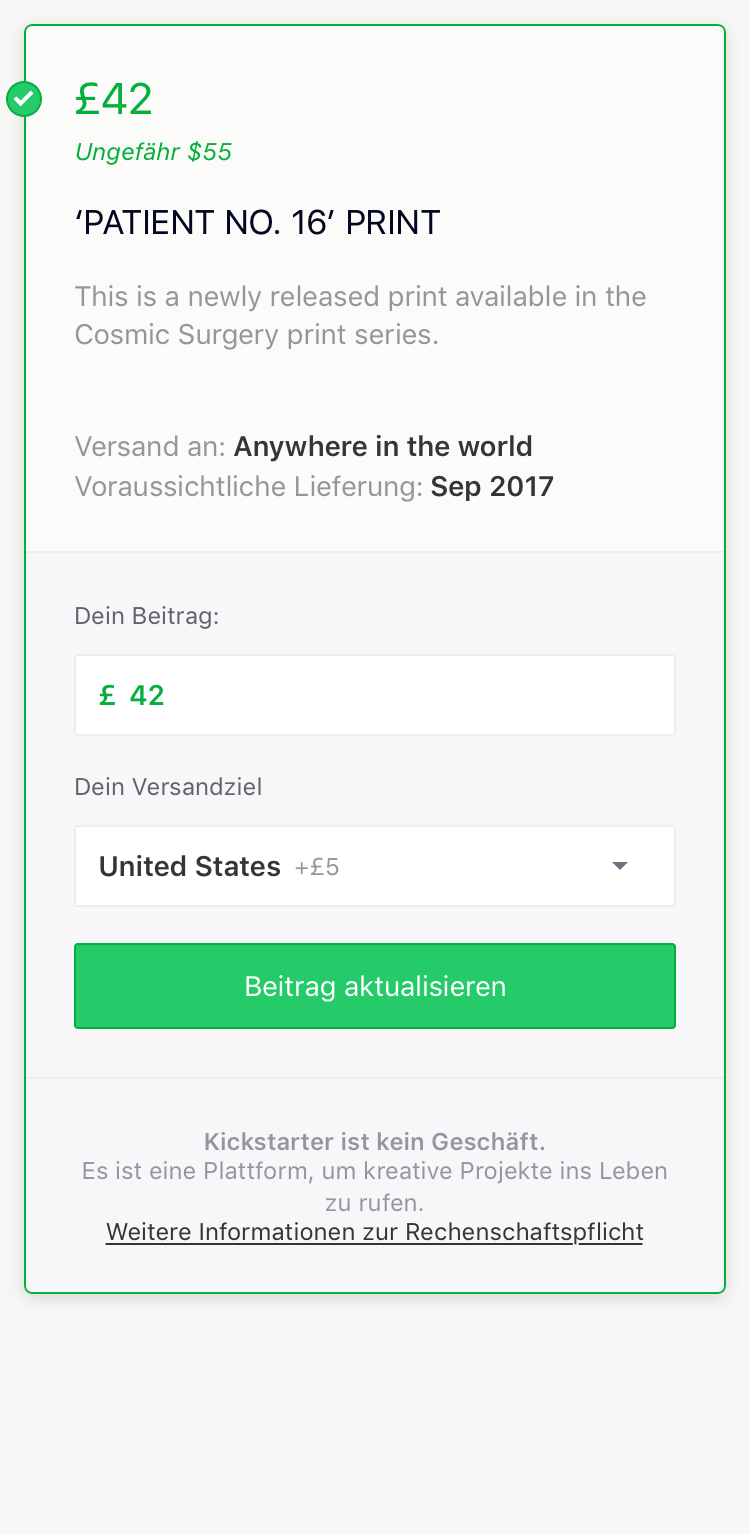 £42
Ungefähr $55
‘PATIENT NO. 16’ PRINT
This is a newly released print available in the
Cosmic Surgery print series.
Versand an: Anywhere in the world
Voraussichtliche Lieferung: Sep 2017
Dein Beitrag:
£ 42
Dein Versandziel
United States +£5
Beitrag aktualisieren
Kickstarter ist kein Geschäft.
Es ist eine Plattform, um kreative Projekte ins Leben
zu rufen.
Weitere Informationen zur Rechenschaftspflicht